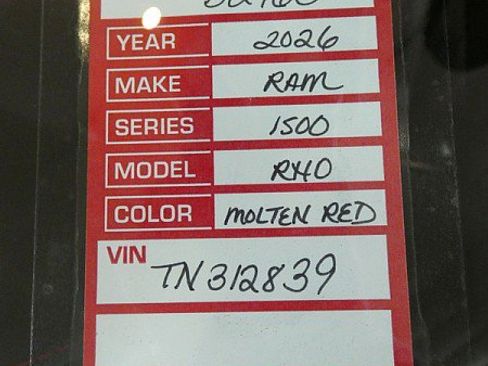 YEAR 2026
MAKE RAM
SERIES 1500
MODEL RHO
COLOR MOLTEN RED
VIN
TN312839